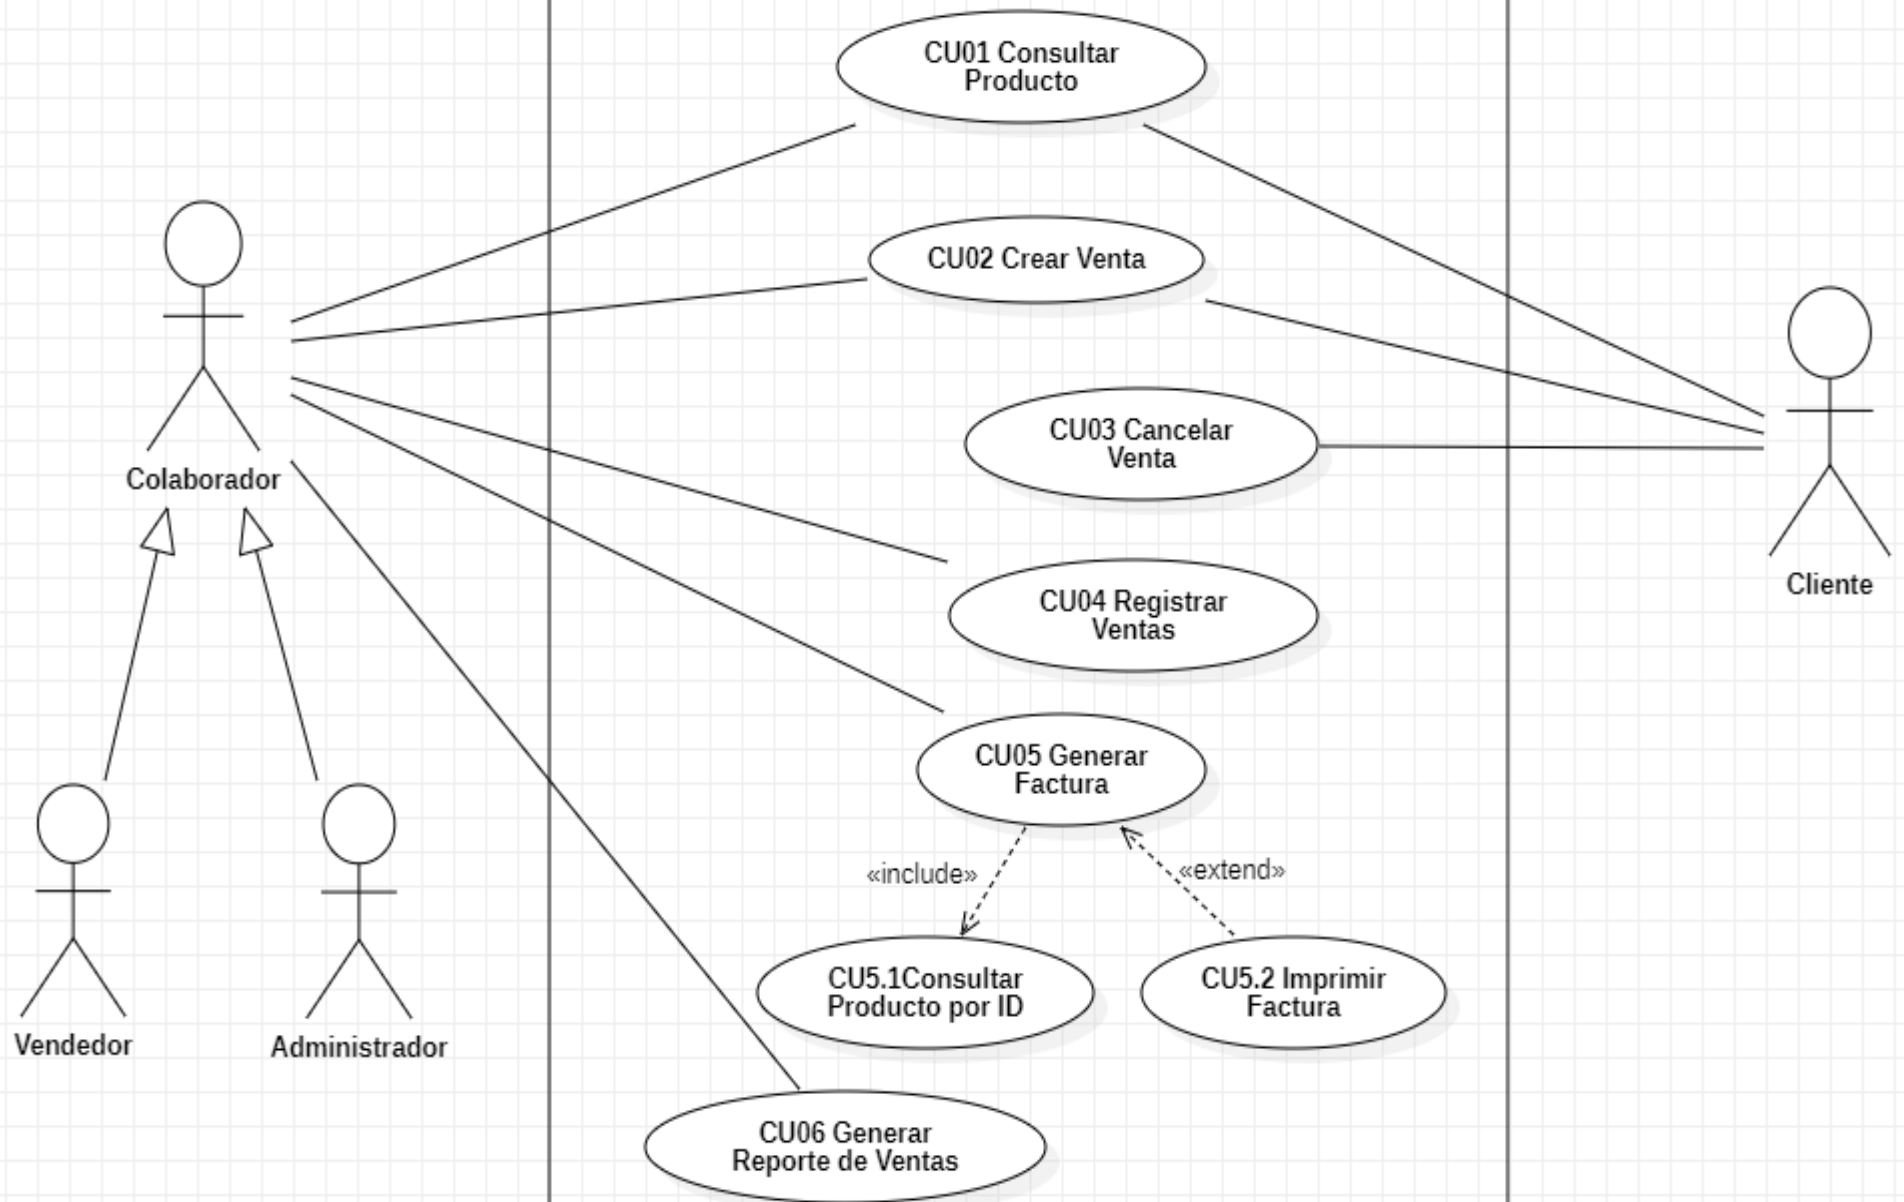 CU01 Consultar
Producto
CU02 Crear Venta
CU03 Cancelar
Venta
Colaborador
Cliente
CU04 Registrar
Ventas
CU05 Generar
Factura
«include»
«extend»
CU5.1Consultar
Producto por ID
CU5.2 Imprimir
Factura
Vendedor
Administrador
CU06 Generar
Reporte de Ventas